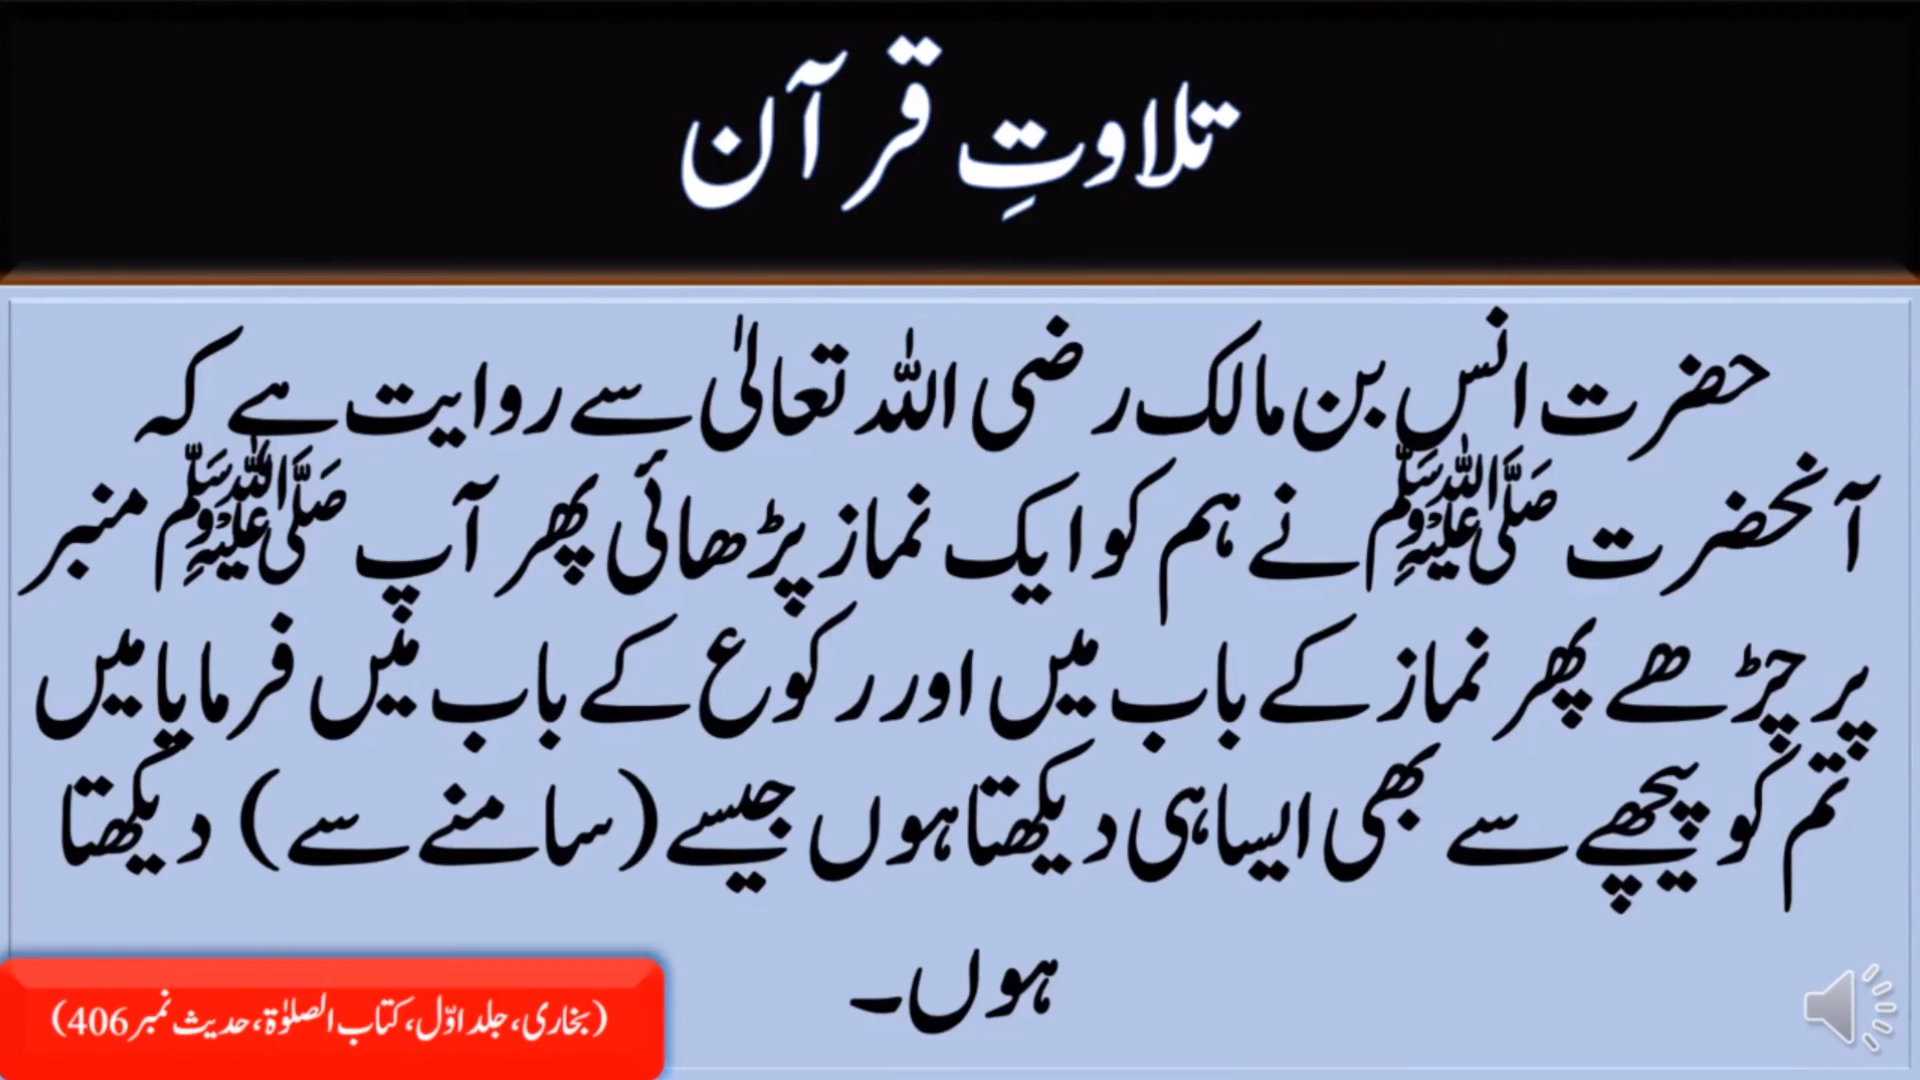 تلاوتِ قرآن
حضرت انس بن مالک رضی اللہ تعالیٰ سے روایت ہے کہ
آنحضرت ﷺ نے ہم کو ایک نماز پڑھائی پھر آپ ﷺ منبر
پر چڑھے پھر نماز کے باب میں اور رکوع کے باب میں فرمایا میں
تم کو پیچھے سے بھی ایسا ہی دیکھتا ہوں جیسے (سامنے سے) دیکھتا
ہوں۔
(بخاری، جلد اوّل، کتاب الصلوٰۃ، حدیث نمبر 406)